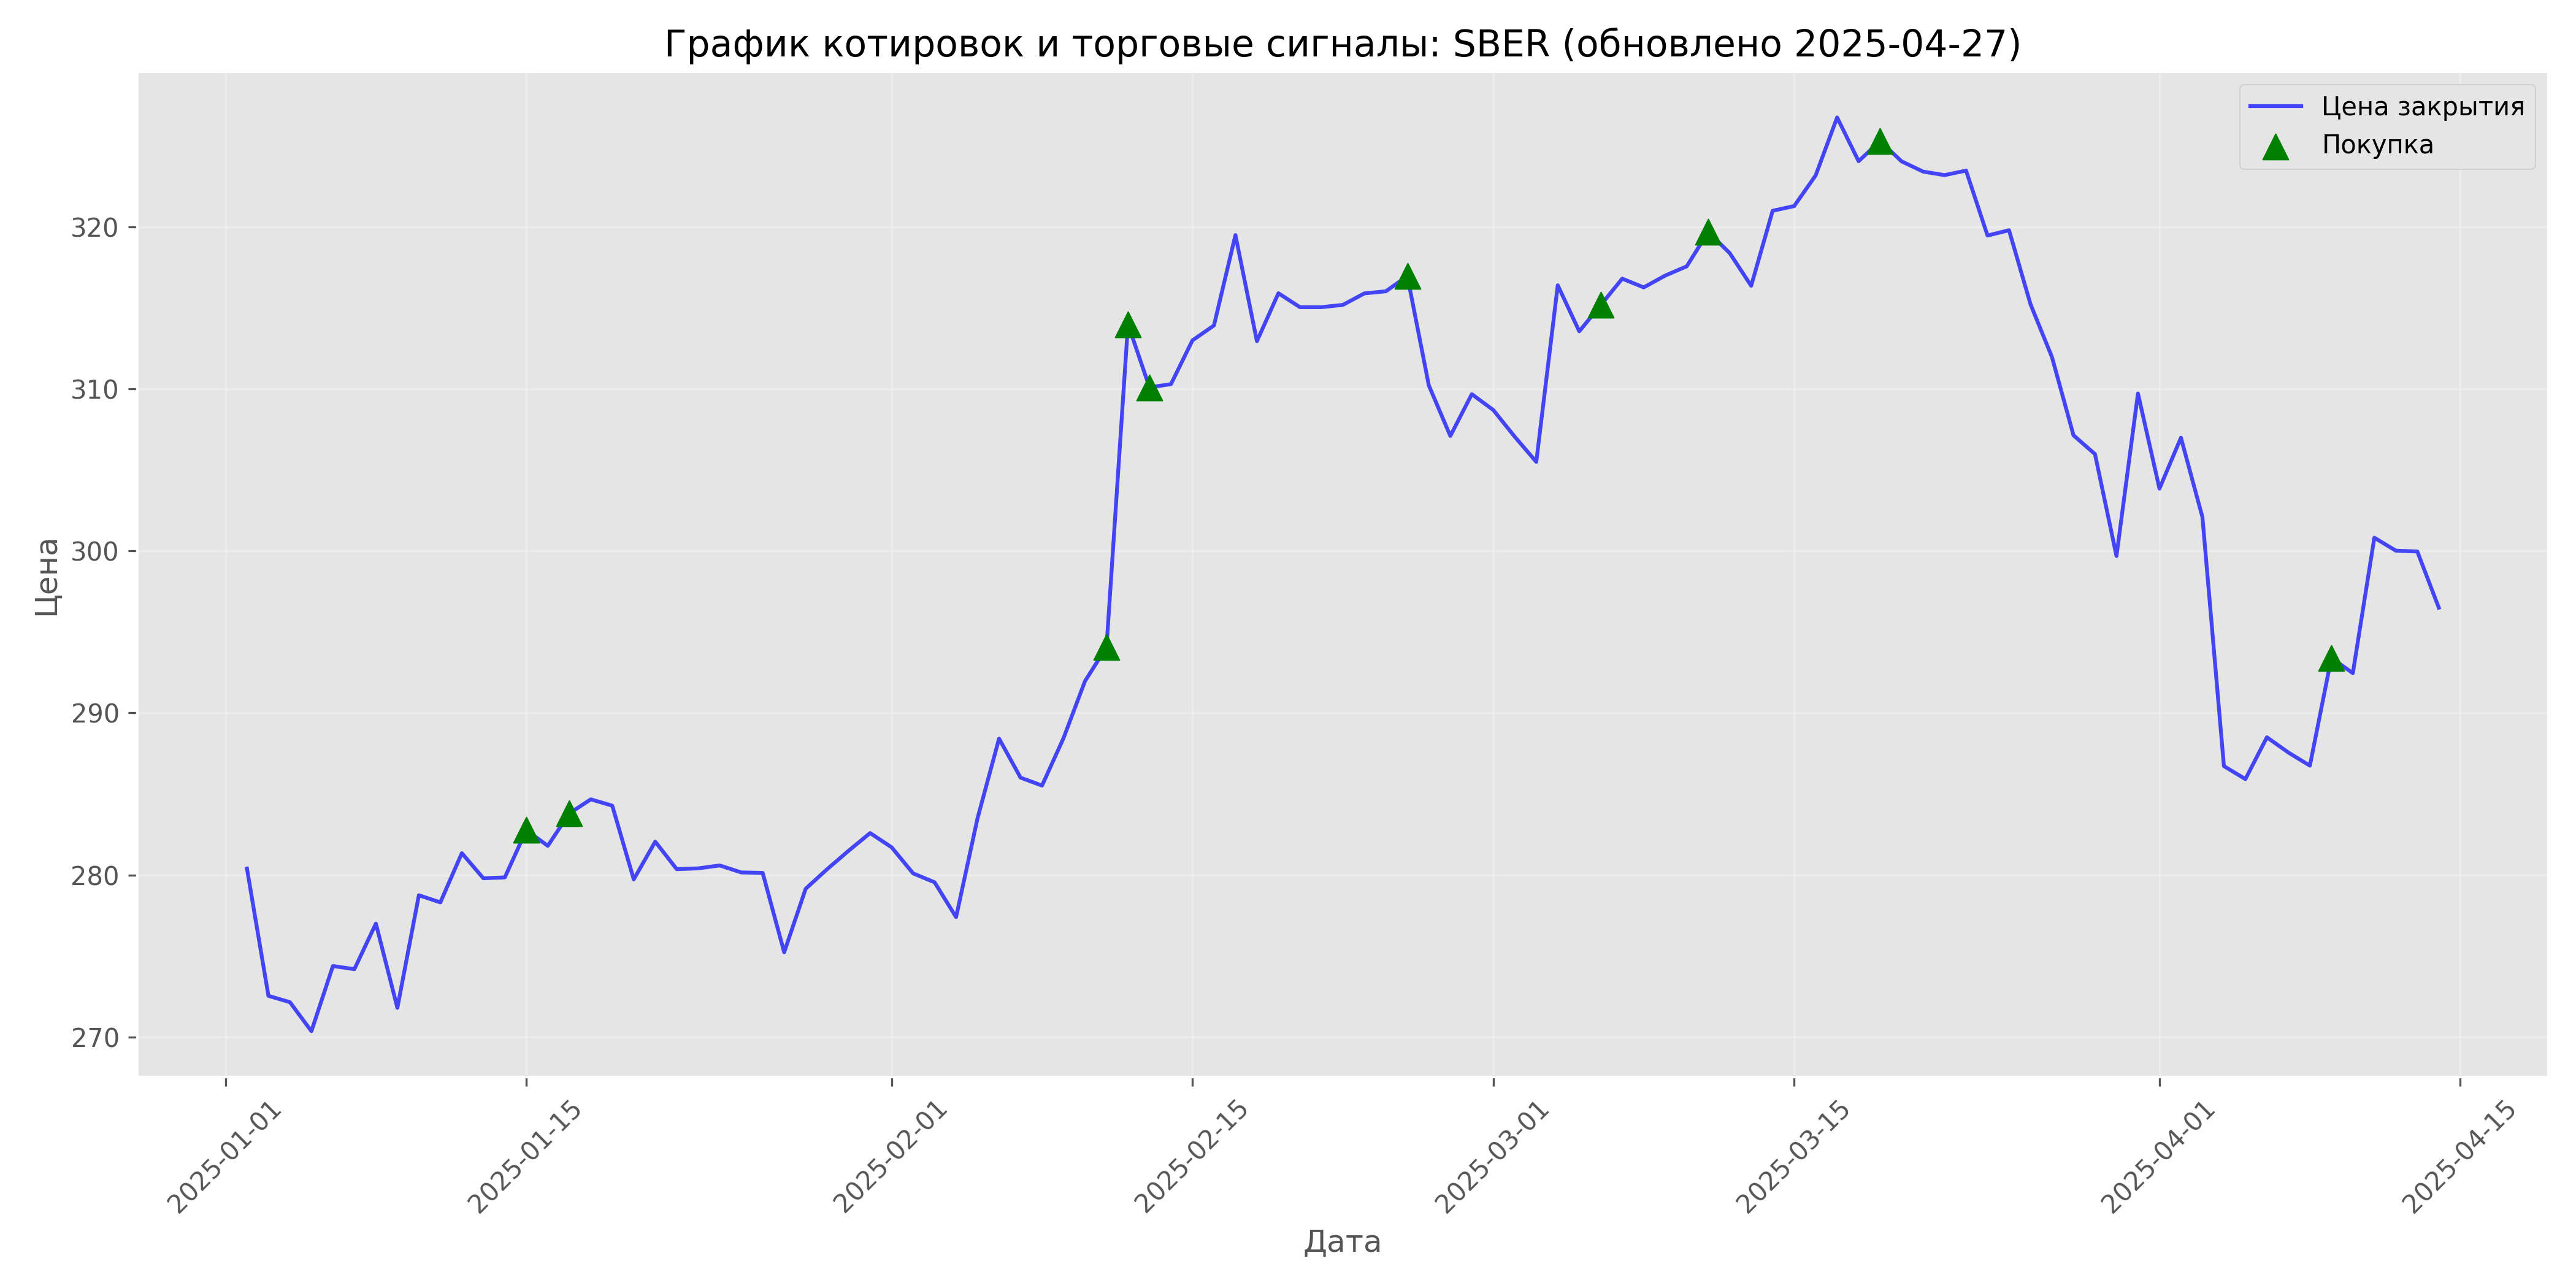 График котировок и торговые сигналы: SBER (обновлено 2025-04-27)
Цена закрытия
Покупка
320
310
300
290
280
270
Цена
2025-01-01
2025-01-15
2025-02-01
2025-02-15
2025-03-01
2025-03-15
2025-04-01
2025-04-15
Дата